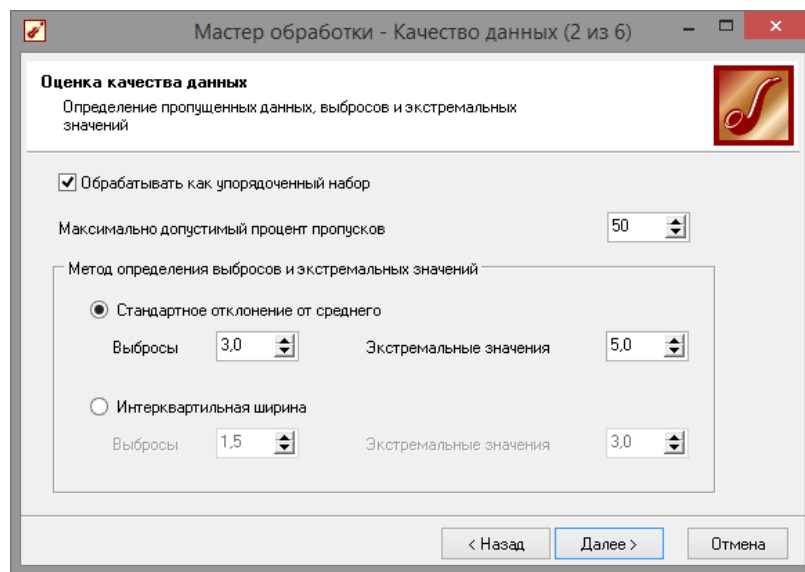 Мастер обработки - Качество данных (2 из 6)
Оценка качества данных
Определение пропущенных данных, выбросов и экстремальных
значений
Обрабатывать как упорядоченный набор
Максимально допустимый процент пропусков 50
Метод определения выбросов и экстремальных значений
Стандартное отклонение от среднего
Выбросы 3,0 Экстремальные значения 5,0
Интерквартильная ширина
Выбросы 1,5 Экстремальные значения 3,0
< Назад Далее > Отмена